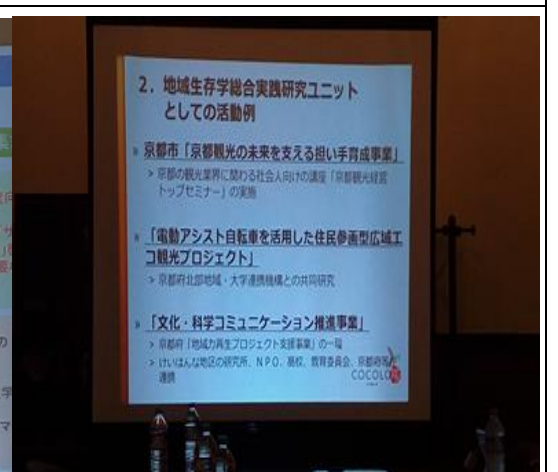 2．地域生存学総合実践研究ユニット
としての活動例
» 京都市「京都観光の未来を支える担い手育成事業」
> 京都の観光業界に関わる社会人向けの講座「京都観光経営
トップセミナー」の実施
» 「電動アシスト自転車を活用した住民参画型広域エ
コ観光プロジェクト」
> 京都府北部地域・大学連携機構との共同研究
» 「文化・科学コミュニケーション推進事業」
> 京都府「地域力再生プロジェクト支援事業」の一環
> けいはんな地区の研究所、NPO、高校、教育委員会、京都府等
連携
COCOLO